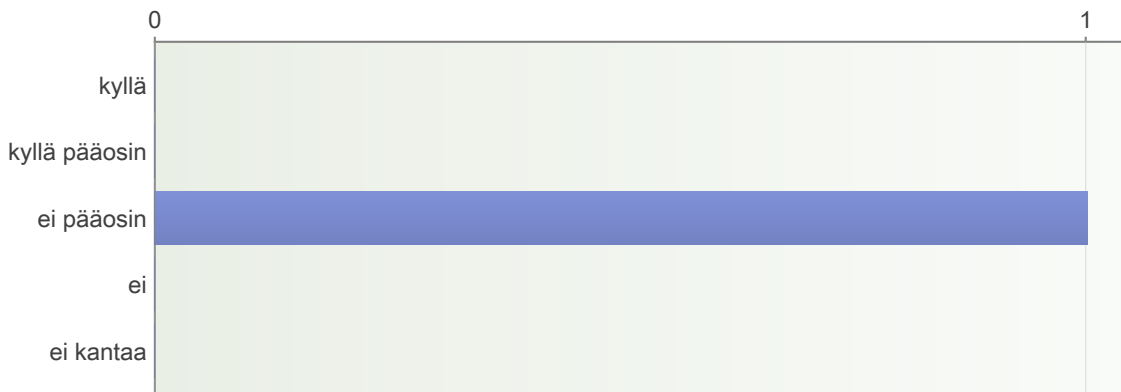 0 1
kyllä
kyllä pääosin
ei pääosin
ei
ei kantaa